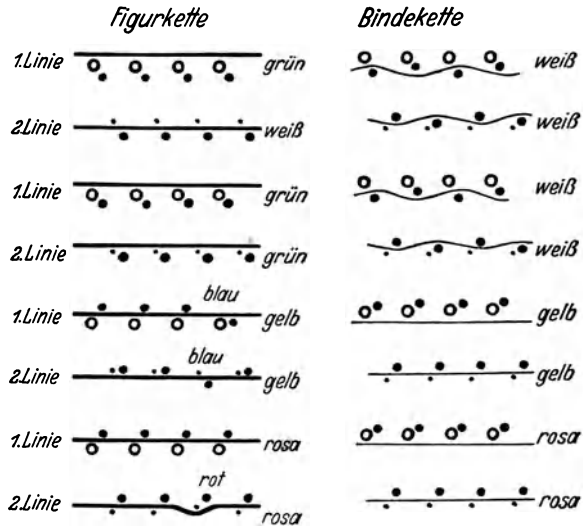 Figurkette Bindekette
1.Linie grün weiß
2.Linie weiß weiß
1.Linie grün weiß
2.Linie grün weiß
blau
1.Linie gelb gelb
blau
2.Linie gelb gelb
1.Linie rosa rosa
rot
2.Linie rosa rosa